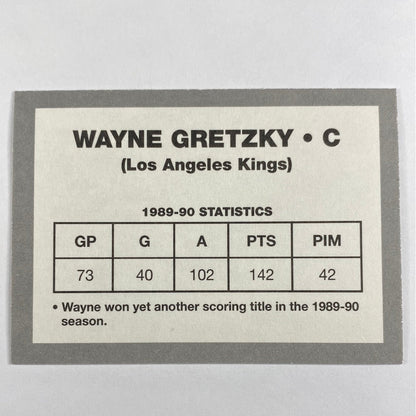 WAYNE GRETZKY • C
(Los Angeles Kings)
1989-90 STATISTICS
GP G A PTS PIM
73 40 102 142 42
• Wayne won yet another scoring title in the 1989-90
season.